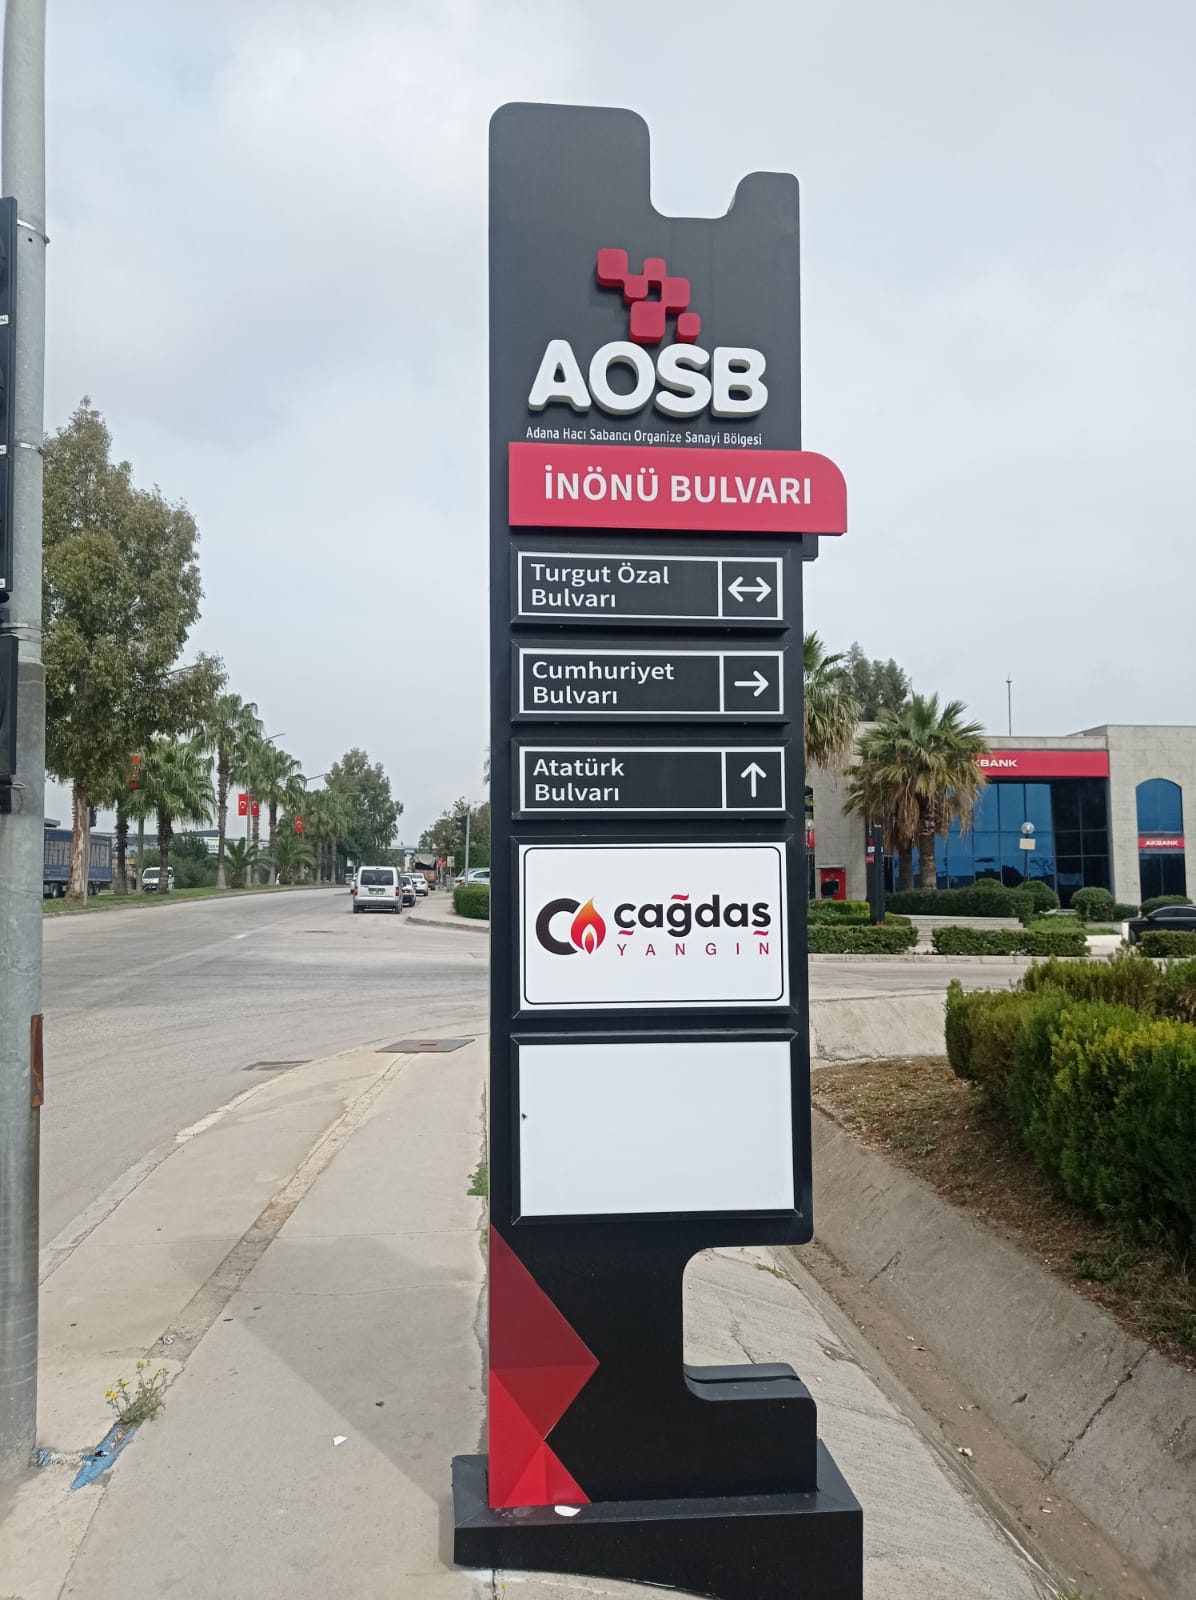 AOSB
Adana Hacı Sabancı Organize Sanayi Bölgesi
İNÖNÜ BULVARI
Turgut Özal
Bulvarı
Cumhuriyet
Bulvarı
Atatürk
Bulvarı
çağdaş
YANGIN
KBANK
AKBANK